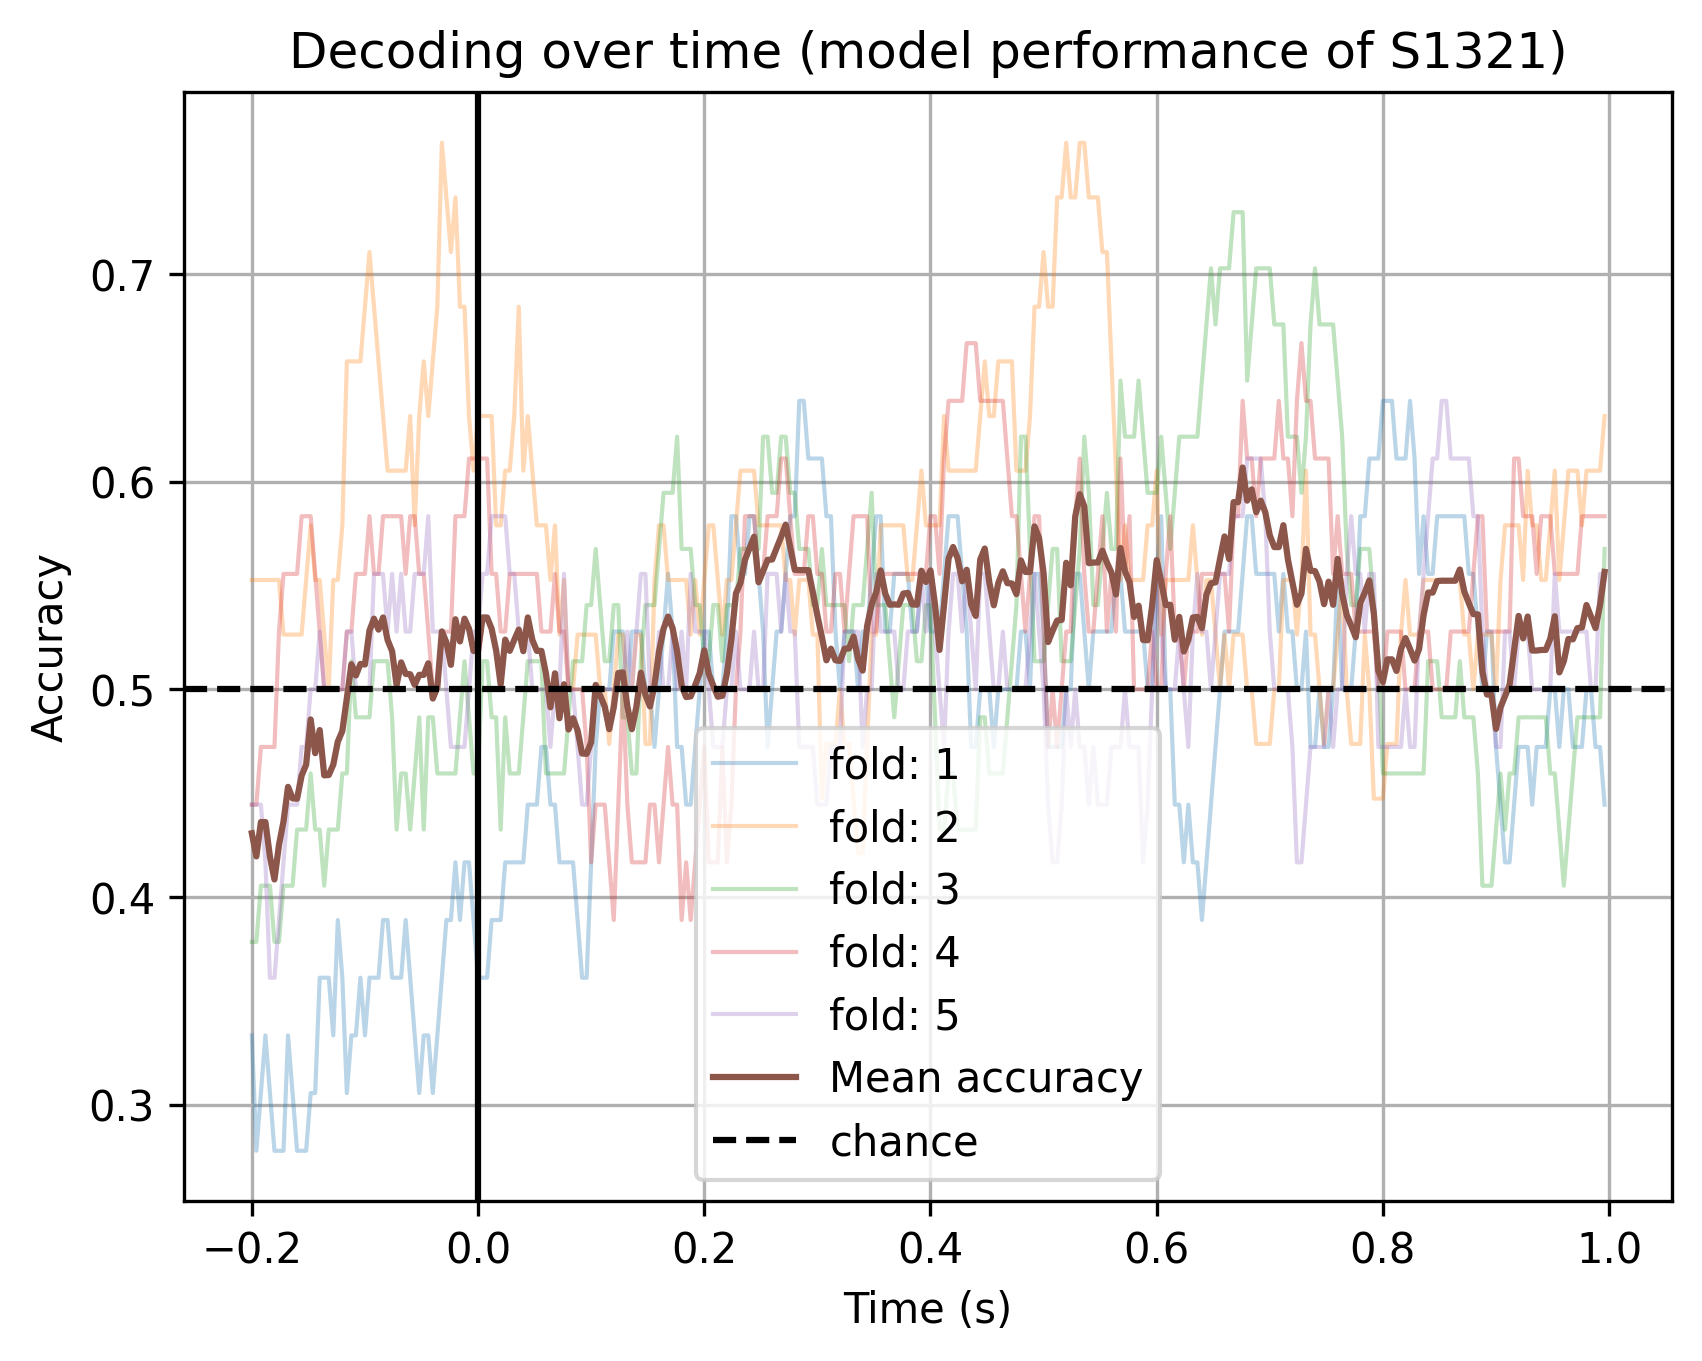 Decoding over time (model performance of S1321)
Accuracy
0.7
0.6
0.5
0.4
0.3
fold: 1
fold: 2
fold: 3
fold: 4
fold: 5
Mean accuracy
chance
−0.2 0.0 0.2 0.4 0.6 0.8 1.0
Time (s)